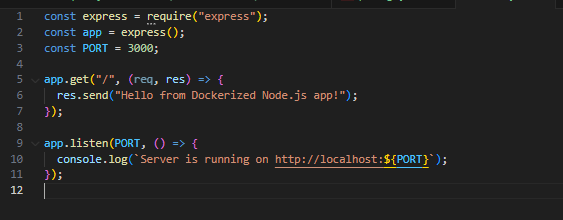 1 const express = require("express");
2 const app = express();
3 const PORT = 3000;
4
5 app.get("/", (req, res) => {
6   res.send("Hello from Dockerized Node.js app!");
7 });
8
9 app.listen(PORT, () => {
10   console.log(`Server is running on http://localhost:${PORT}`);
11 });
12